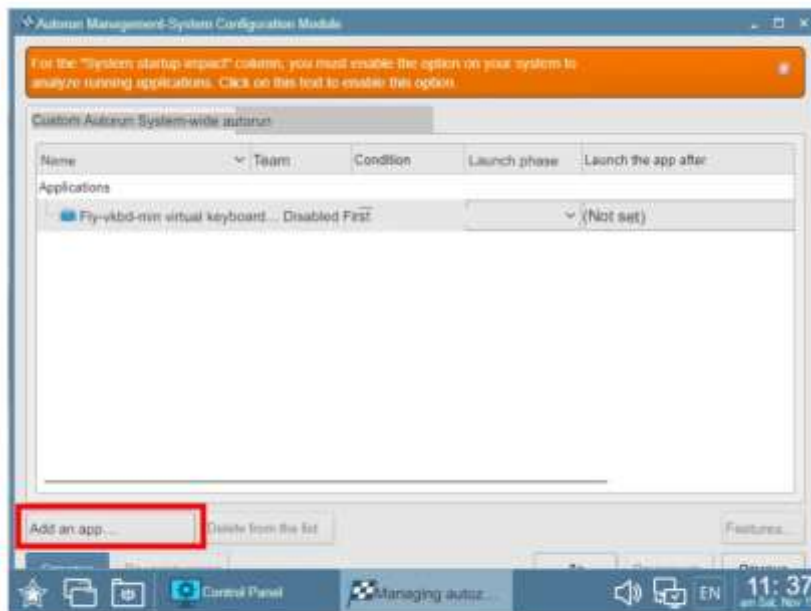 Autorun Management-System Configuration Module
For the "System startup impact" column, you must enable the option on your system to
analyze running applications. Click on this text to enable this option.
Custom Autorun System-wide autorun
Name Team Condition Launch phase Launch the app after
Applications
Fly-vkbd-min virtual keyboard... Disabled First (Not set)
Add an app... Delete from the list Features...
Control Panel Managing autoz... EN 11: 37